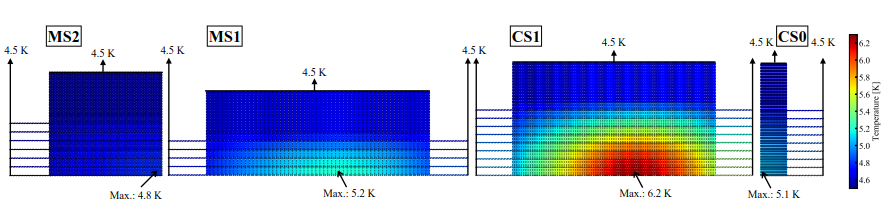 MS2
MS1
CS1
CS0
4.5 K
4.5 K
4.5 K
4.5 K
4.5 K
4.5 K
4.5 K
4.5 K
4.5 K
6.2
6.0
5.8
5.6
5.4
5.2
5.0
4.8
4.6
Temperature [K]
Max.: 4.8 K
Max.: 5.2 K
Max.: 6.2 K
Max.: 5.1 K